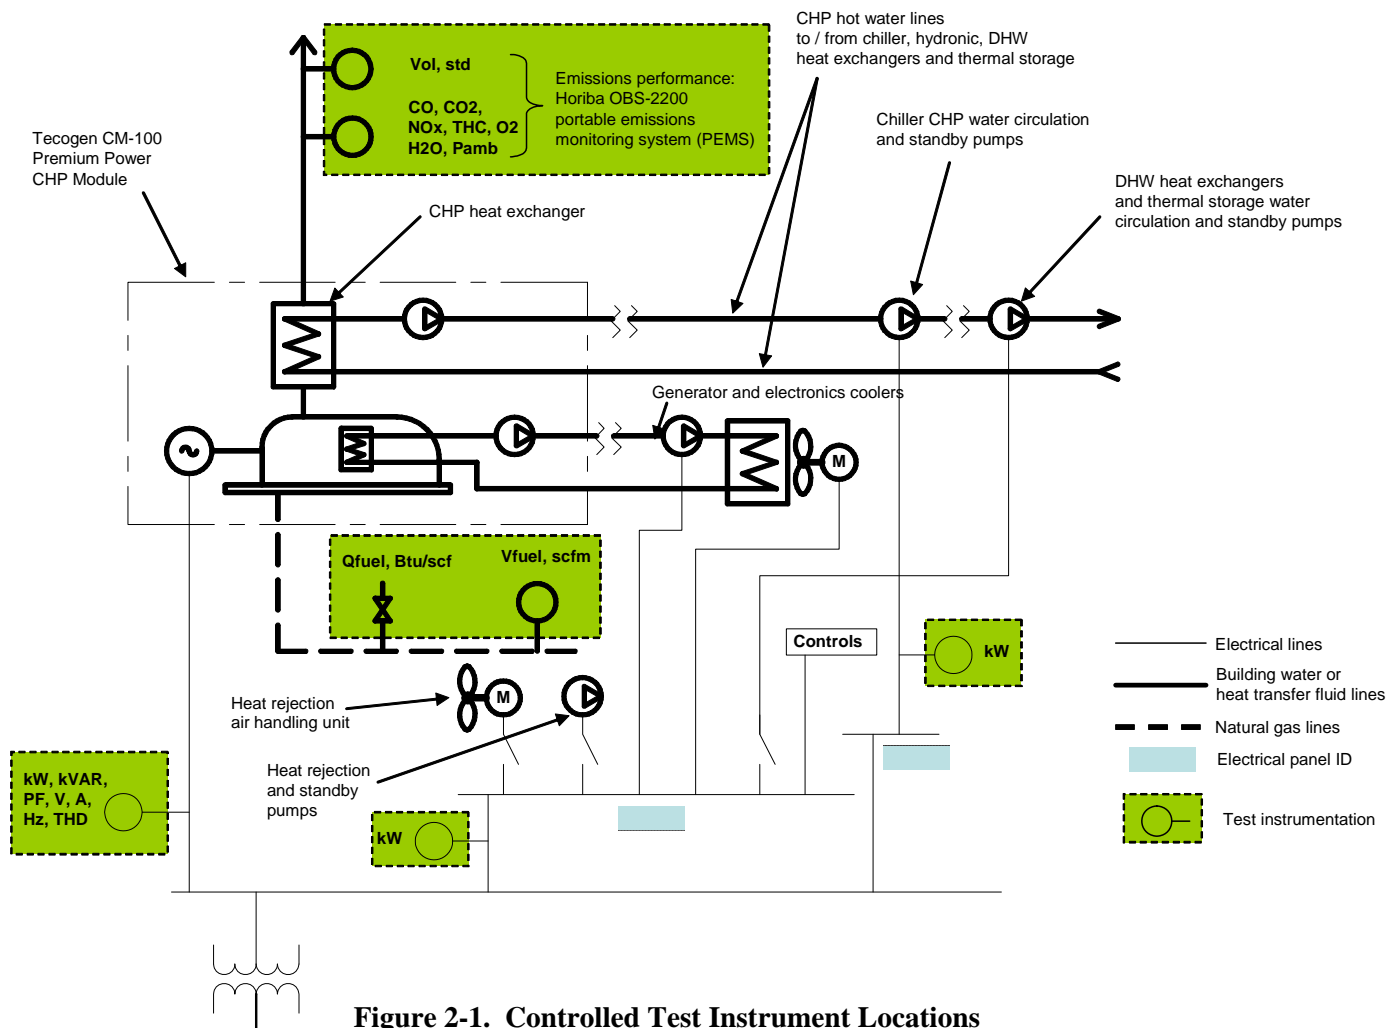 CHP hot water lines
to / from chiller, hydronic, DHW
heat exchangers and thermal storage
Vol, std
CO, CO2,
NOx, THC, O2
H2O, Pamb
Emissions performance:
Horiba OBS-2200
portable emissions
monitoring system (PEMS)
Tecogen CM-100
Premium Power
CHP Module
Chiller CHP water circulation
and standby pumps
DHW heat exchangers
and thermal storage water
circulation and standby pumps
CHP heat exchanger
Generator and electronics coolers
M
Qfuel, Btu/scf
Vfuel, scfm
Controls
kW
Heat rejection
air handling unit
M
Heat rejection
and standby
pumps
kW, kVAR,
PF, V, A,
Hz, THD
kW
Electrical lines
Building water or
heat transfer fluid lines
Natural gas lines
Electrical panel ID
Test instrumentation
Figure 2-1. Controlled Test Instrument Locations